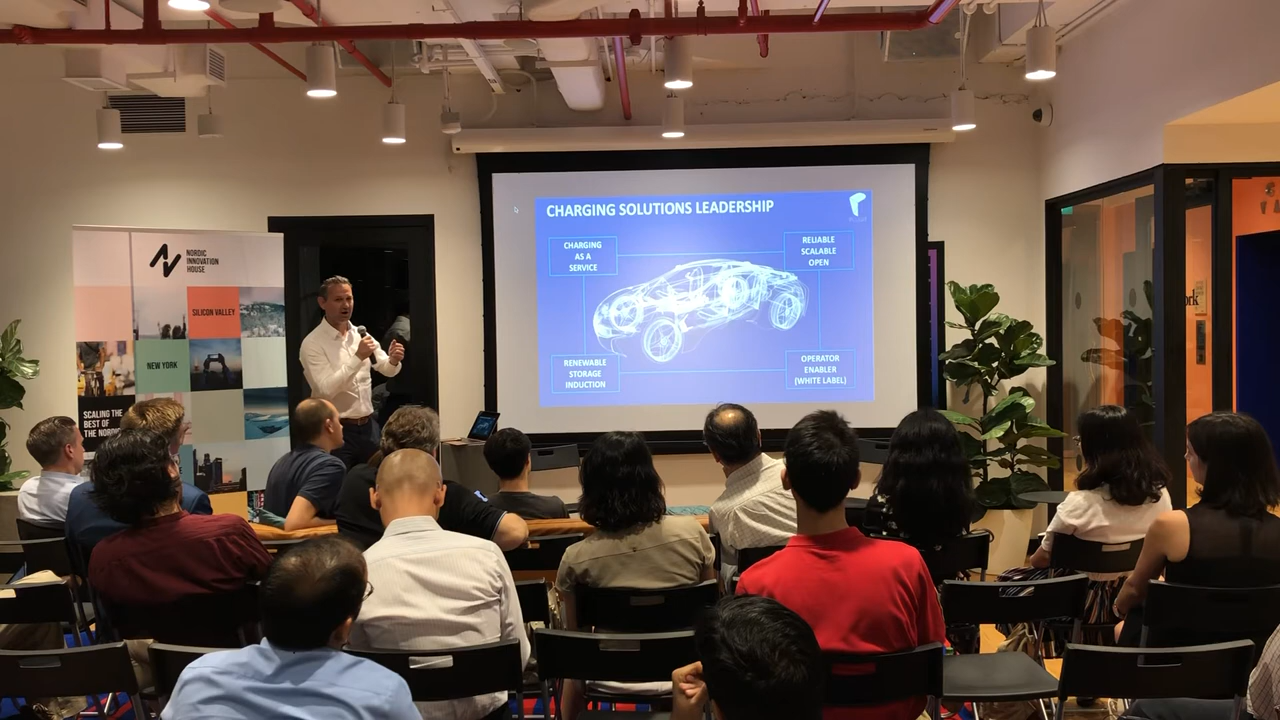 NORDIC
INNOVATION
HOUSE
SILICON VALLEY
NEW YORK
SCALING THE
BEST OF
THE NORDIC
CHARGING SOLUTIONS LEADERSHIP
CHARGING
AS A
SERVICE
RELIABLE
SCALABLE
OPEN
RENEWABLE
STORAGE
INDUCTION
OPERATOR
ENABLER
(WHITE LABEL)